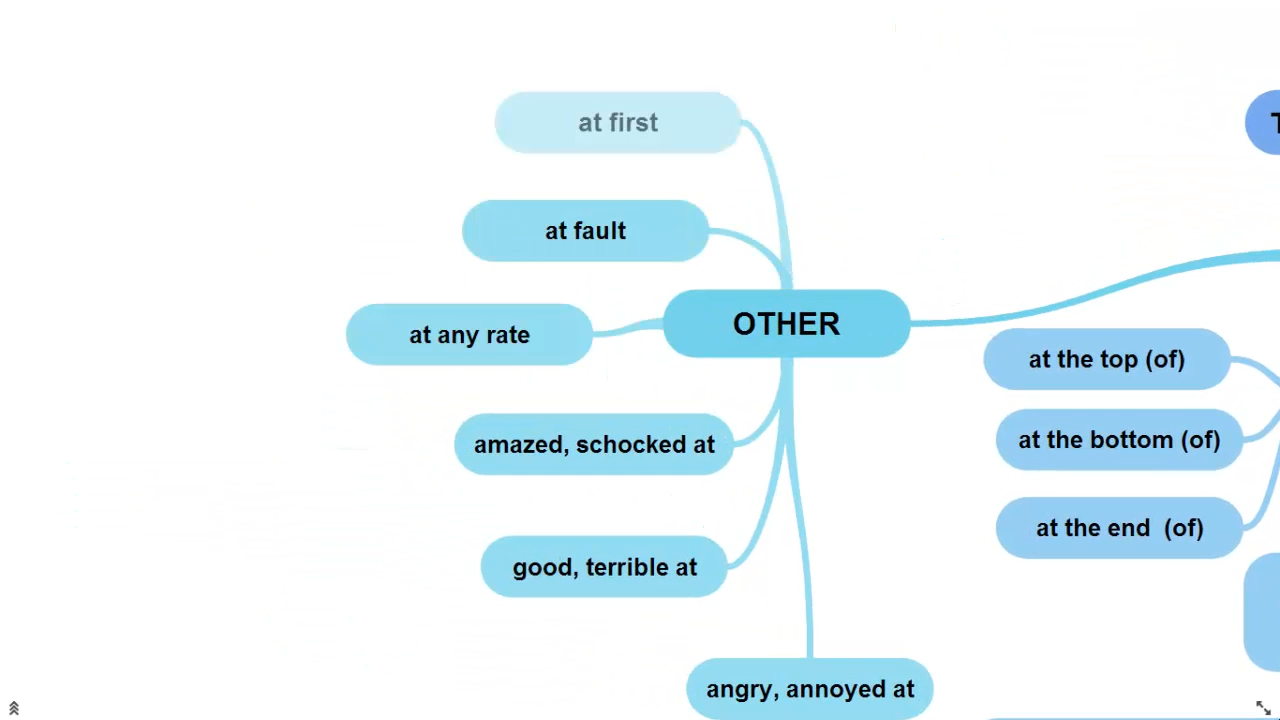 at first
at fault
OTHER
at any rate
amazed, schocked at
good, terrible at
angry, annoyed at
at the top (of)
at the bottom (of)
at the end (of)